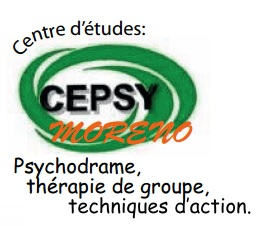 Centre d'études:
CEPSY
MORENO
Psychodrame,
thérapie de groupe,
techniques d'action.